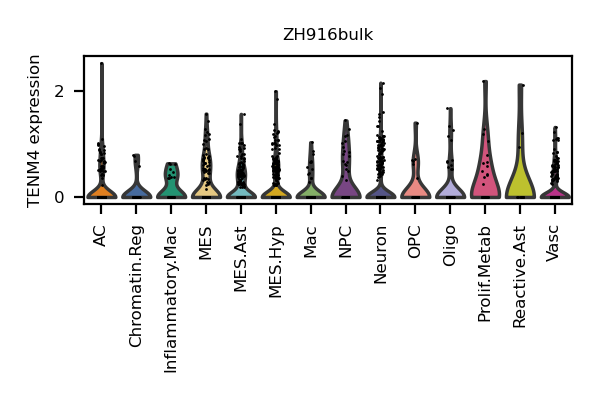 ZH916bulk
TENM4 expression
2
0
AC
Chromatin.Reg
Inflammatory.Mac
MES
MES.Ast
MES.Hyp
Mac
NPC
Neuron
OPC
Oligo
Prolif.Metab
Reactive.Ast
Vasc